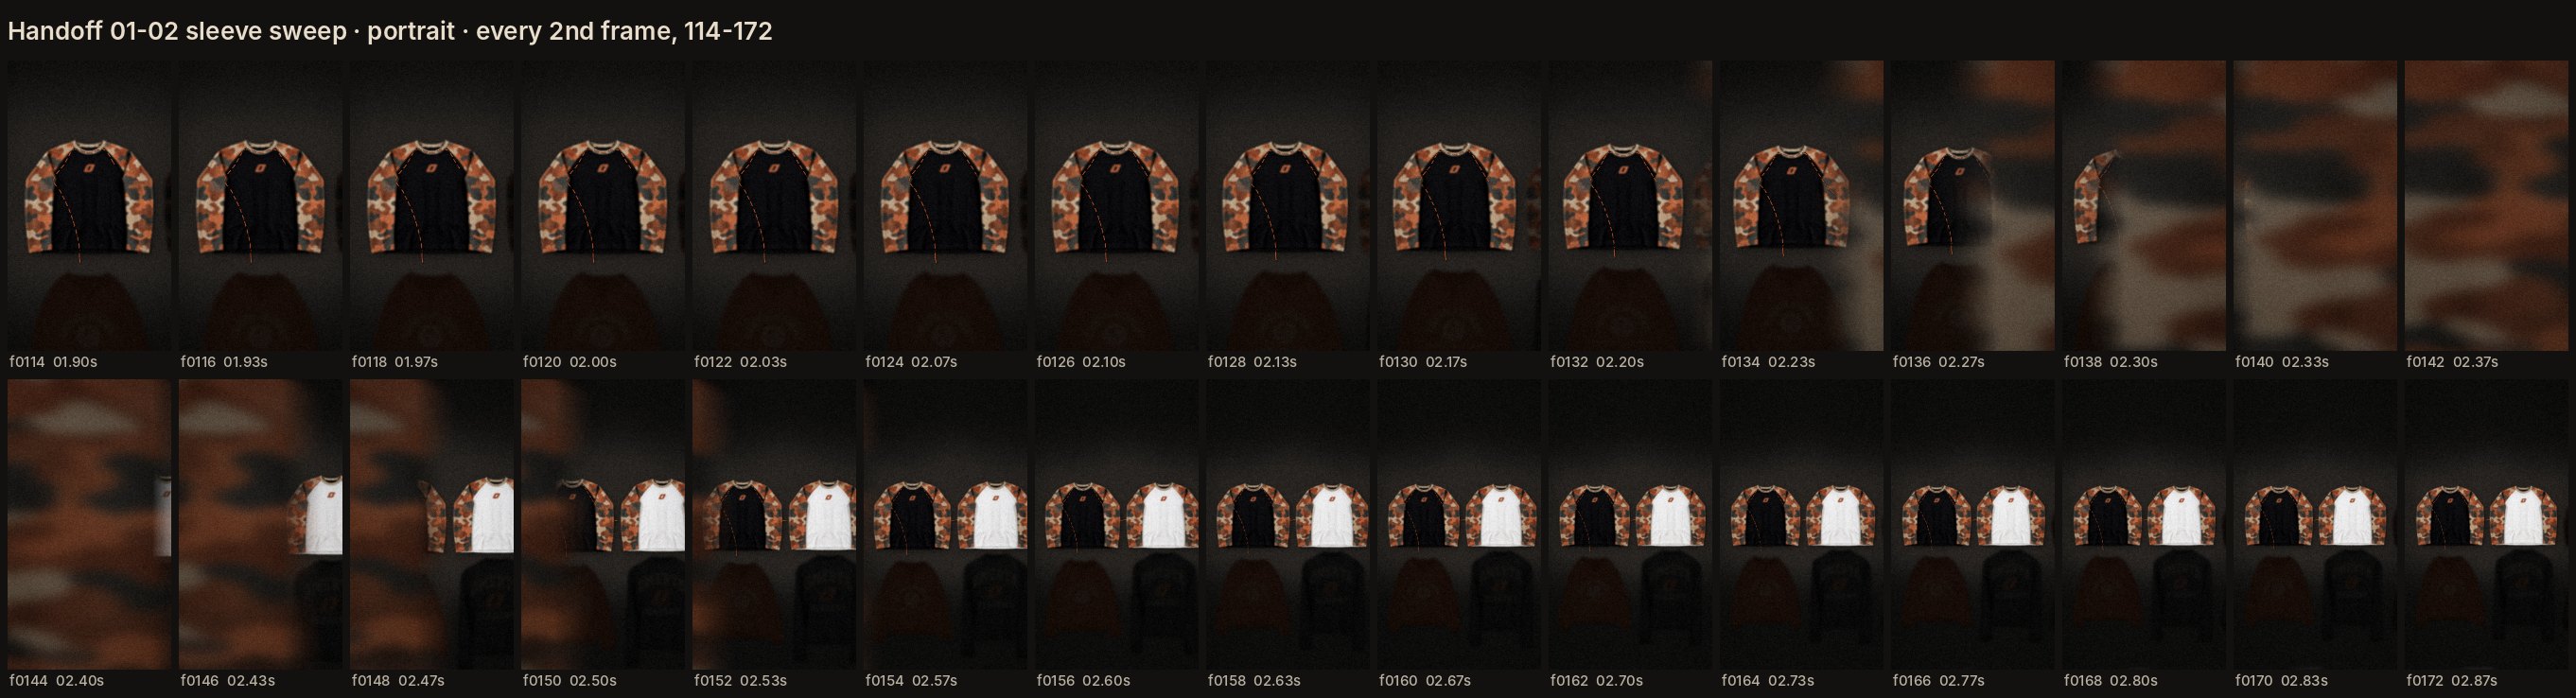 Handoff 01-02 sleeve sweep · portrait · every 2nd frame, 114-172
f0114 01.90s
f0116 01.93s
f0118 01.97s
f0120 02.00s
f0122 02.03s
f0124 02.07s
f0126 02.10s
f0128 02.13s
f0130 02.17s
f0132 02.20s
f0134 02.23s
f0136 02.27s
f0138 02.30s
f0140 02.33s
f0142 02.37s
f0144 02.40s
f0146 02.43s
f0148 02.47s
f0150 02.50s
f0152 02.53s
f0154 02.57s
f0156 02.60s
f0158 02.63s
f0160 02.67s
f0162 02.70s
f0164 02.73s
f0166 02.77s
f0168 02.80s
f0170 02.83s
f0172 02.87s